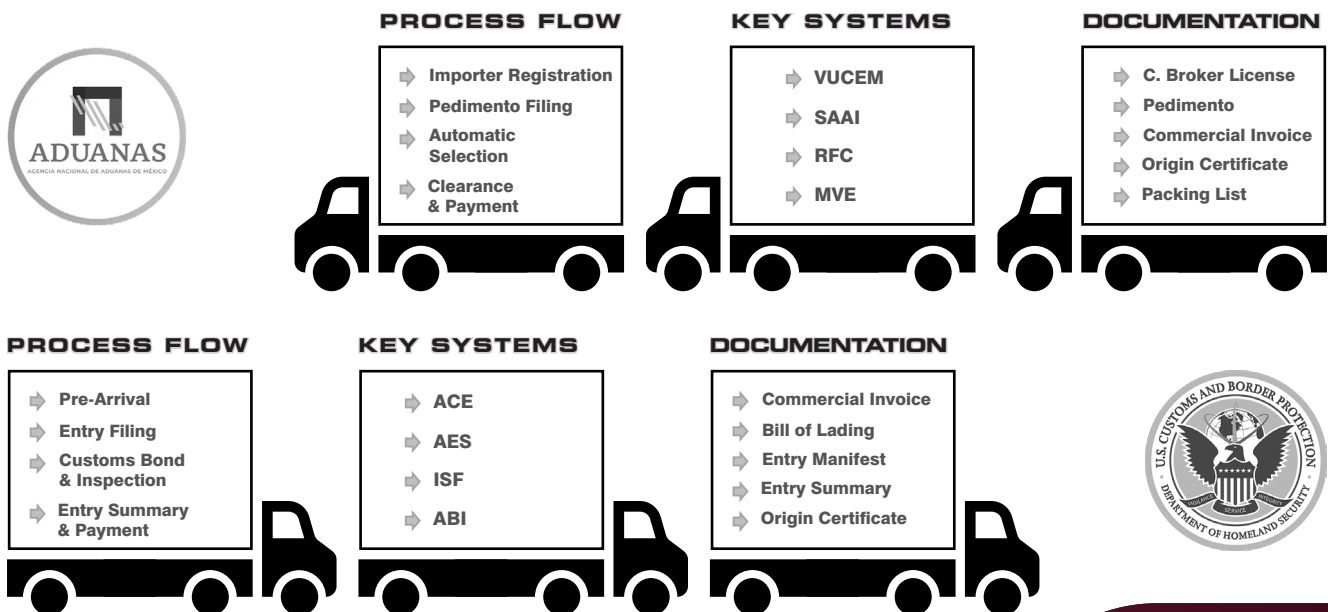 PROCESS FLOW
Importer Registration
Pedimento Filing
Automatic
Selection
Clearance
& Payment
KEY SYSTEMS
VUCEM
SAAI
RFC
MVE
DOCUMENTATION
C. Broker License
Pedimento
Commercial Invoice
Origin Certificate
Packing List
ADUANAS
AGENCIA NACIONAL DE ADUANAS DE MÉXICO
PROCESS FLOW
Pre-Arrival
Entry Filing
Customs Bond
& Inspection
Entry Summary
& Payment
KEY SYSTEMS
ACE
AES
ISF
ABI
DOCUMENTATION
Commercial Invoice
Bill of Lading
Entry Manifest
Entry Summary
Origin Certificate
U.S. CUSTOMS AND BORDER PROTECTION
VIGILANCE
SERVICE
INTEGRITY
DEPARTMENT OF HOMELAND SECURITY